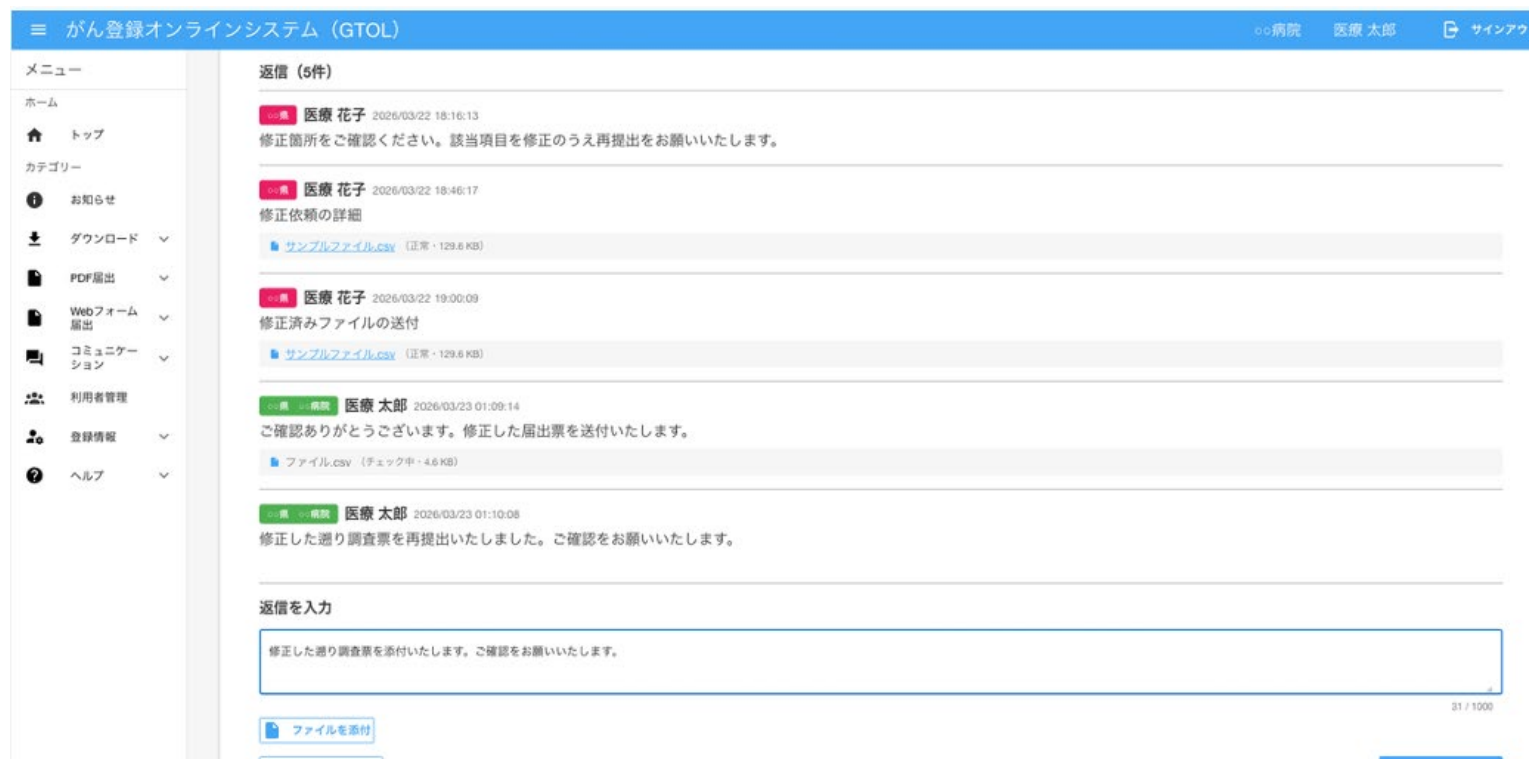 がん登録オンラインシステム（GTOL）
○○病院 医療 太郎 サインアウ
メニュー
ホーム
トップ
カテゴリー
お知らせ
ダウンロード
PDF届出
Webフォーム
届出
コミュニケー
ション
利用者管理
登録情報
ヘルプ
返信（5件）
○○県 医療 花子 2026/03/22 18:16:13
修正箇所をご確認ください。該当項目を修正のうえ再提出をお願いいたします。
○○県 医療 花子 2026/03/22 18:46:17
修正依頼の詳細
サンプルファイル.csv （正常・129.6 KB）
○○県 医療 花子 2026/03/22 19:00:09
修正済みファイルの送付
サンプルファイル.csv （正常・129.6 KB）
○○県 ○○病院 医療 太郎 2026/03/23 01:09:14
ご確認ありがとうございます。修正した届出票を送付いたします。
ファイル.csv （チェック中・4.6 KB）
○○県 ○○病院 医療 太郎 2026/03/23 01:10:08
修正した遡り調査票を再提出いたしました。ご確認をお願いいたします。
返信を入力
修正した遡り調査票を添付いたします。ご確認をお願いいたします。
31 / 1000
ファイルを添付